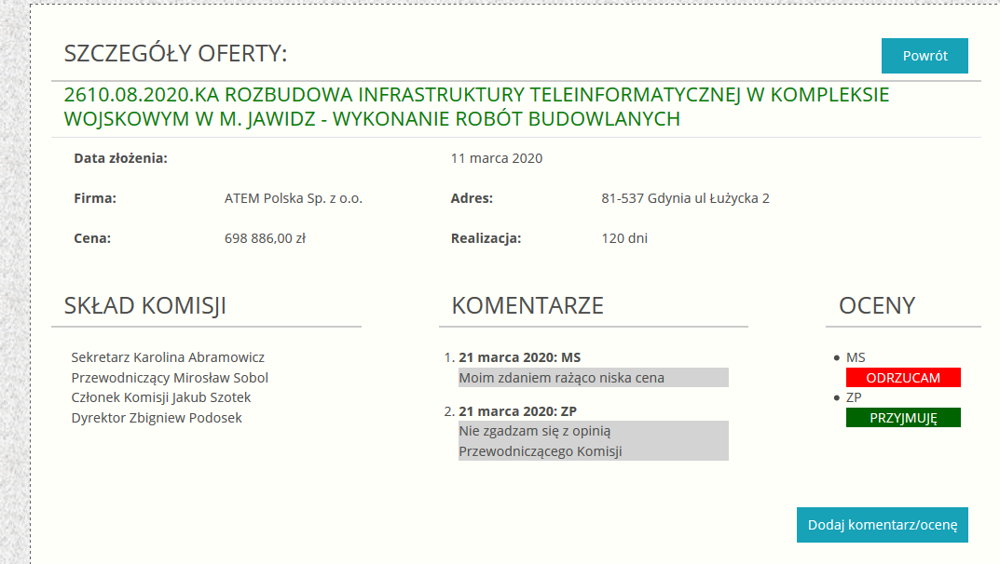 SZCZEGÓŁY OFERTY:
Powrót
2610.08.2020.KA ROZBUDOWA INFRASTRUKTURY TELEINFORMATYCZNEJ W KOMPLEKSIE
WOJSKOWYM W M. JAWIDZ - WYKONANIE ROBÓT BUDOWLANYCH
Data złożenia: 11 marca 2020
Firma: ATEM Polska Sp. z o.o. Adres: 81-537 Gdynia ul Łużycka 2
Cena: 698 886,00 zł Realizacja: 120 dni
SKŁAD KOMISJI
Sekretarz Karolina Abramowicz
Przewodniczący Mirosław Sobol
Członek Komisji Jakub Szotek
Dyrektor Zbigniew Podosek
KOMENTARZE
1. 21 marca 2020: MS
Moim zdaniem rażąco niska cena
2. 21 marca 2020: ZP
Nie zgadzam się z opinią
Przewodniczącego Komisji
OCENY
• MS
ODRZUCAM
• ZP
PRZYJMUJĘ
Dodaj komentarz/ocenę